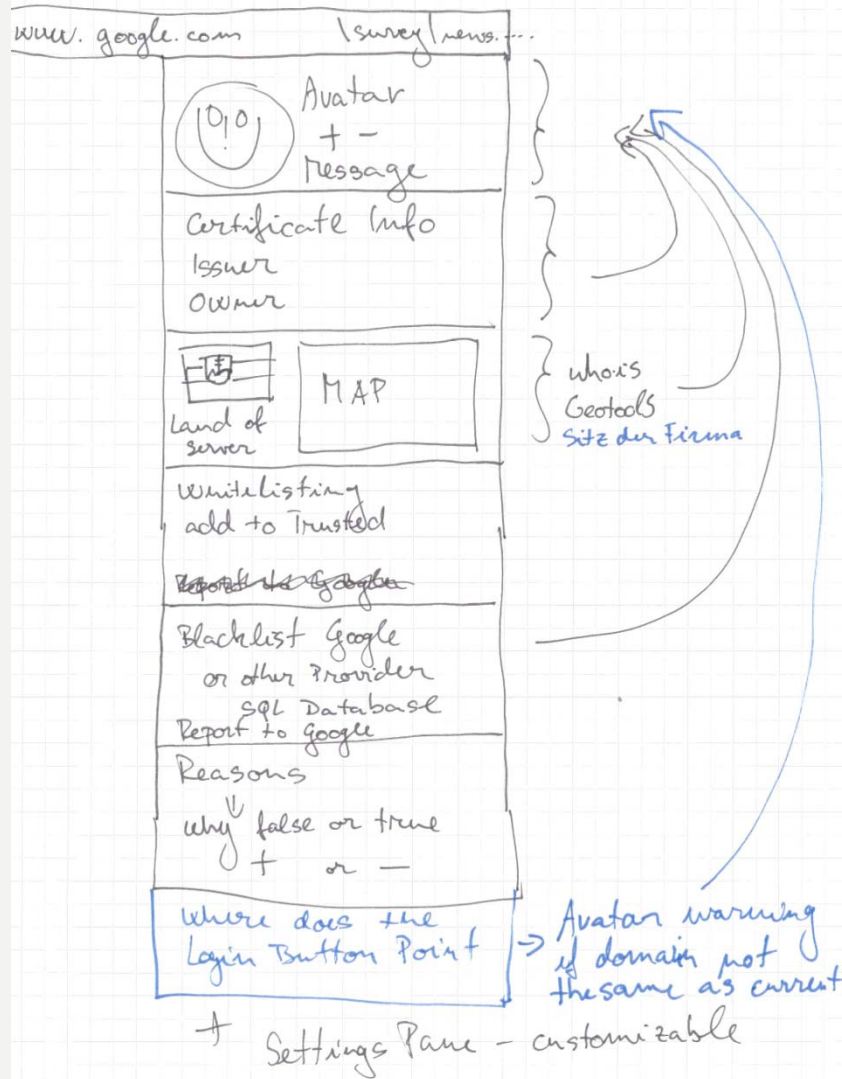 www.google.com \survey\news....
Avatar
+ -
Message
Certificate Info
Issuer
Owner
MAP
Land of
server
whois
Geotools
Sitz der Firma
Whitelisting
add to Trusted
Report to Google
Blacklist Google
or other Provider
SQL Database
Report to Google
Reasons
why false or true
+ or -
Where does the
Login Button Point
-> Avatar warning
if domain not
the same as current
+ Settings Pane - customizable